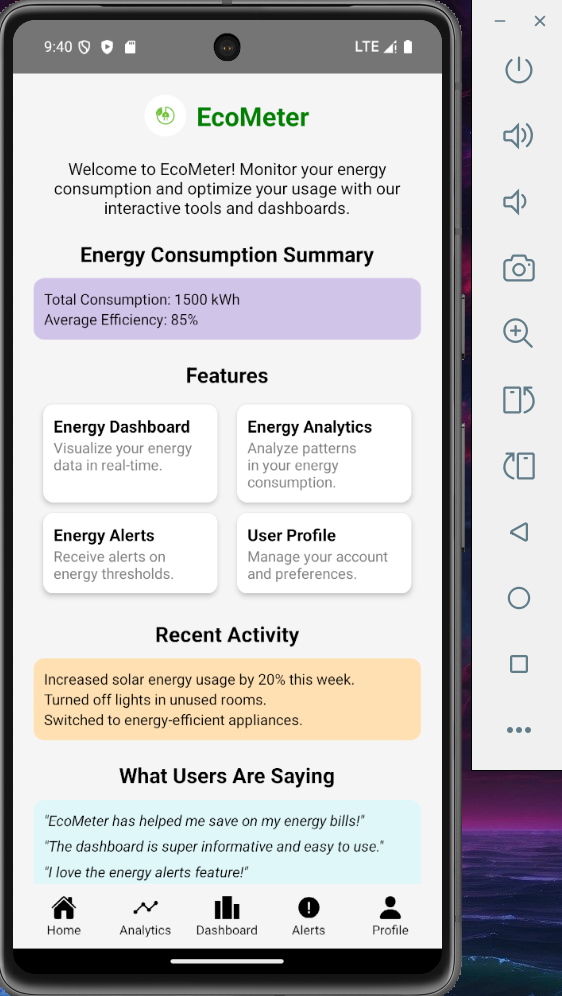 9:40
LTE
EcoMeter
Welcome to EcoMeter! Monitor your energy
consumption and optimize your usage with our
interactive tools and dashboards.
Energy Consumption Summary
Total Consumption: 1500 kWh
Average Efficiency: 85%
Features
Energy Dashboard
Visualize your energy
data in real-time.
Energy Analytics
Analyze patterns
in your energy
consumption.
Energy Alerts
Receive alerts on
energy thresholds.
User Profile
Manage your account
and preferences.
Recent Activity
Increased solar energy usage by 20% this week.
Turned off lights in unused rooms.
Switched to energy-efficient appliances.
What Users Are Saying
"EcoMeter has helped me save on my energy bills!"
"The dashboard is super informative and easy to use."
"I love the energy alerts feature!"
Home
Analytics
Dashboard
Alerts
Profile